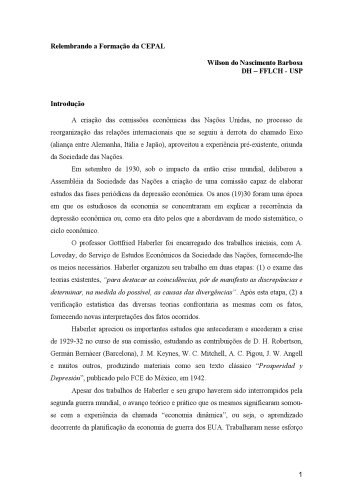 Relembrando a Formação da CEPAL
Wilson do Nascimento Barbosa
DH – FFLCH - USP
Introdução
A criação das comissões econômicas das Nações Unidas, no processo de
reorganização das relações internacionais que se seguiu à derrota do chamado Eixo
(aliança entre Alemanha, Itália e Japão), aproveitou a experiência pré-existente, oriunda
da Sociedade das Nações.
Em setembro de 1930, sob o impacto da então crise mundial, deliberou a
Assembléia da Sociedade das Nações a criação de uma comissão capaz de elaborar
estudos das fases periódicas da depressão econômica. Os anos (19)30 foram uma época
em que os estudiosos da economia se concentraram em explicar a recorrência da
depressão econômica ou, como era dito pelos que a abordavam de modo sistemático, o
ciclo econômico.
O professor Gottfried Haberler foi encarregado dos trabalhos iniciais, com A.
Loveday, do Serviço de Estudos Econômicos da Sociedade das Nações, fornecendo-lhe
os meios necessários. Haberler organizou seu trabalho em duas etapas: (1) o exame das
teorias existentes, "para destacar as coincidências, pôr de manifesto as discrepâncias e
determinar, na medida do possível, as causas das divergências". Após esta etapa, (2) a
verificação estatística das diversas teorias confrontaria as mesmas com os fatos,
fornecendo novas interpretações dos fatos ocorridos.
Haberler apreciou os importantes estudos que antecederam e sucederam a crise
de 1929-32 no curso de sua comissão, estudando as contribuições de D. H. Robertson,
Germán Bernácer (Barcelona), J. M. Keynes, W. C. Mitchell, A. C. Pigou, J. W. Angell
e muitos outros, produzindo materiais como seu texto clássico "Prosperidad y
Depresión", publicado pelo FCE do México, em 1942.
Apesar dos trabalhos de Haberler e seu grupo haverem sido interrompidos pela
segunda guerra mundial, o avanço teórico e prático que os mesmos significaram somou-
se com a experiência da chamada "economia dinâmica", ou seja, o aprendizado
decorrente da planificação da economia de guerra dos EUA. Trabalharam nesse esforço
1